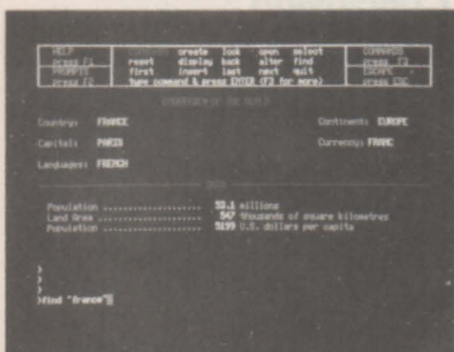 HELP create look open select COMMANDS
press F1 reset display back alter find press F3
PROMPTS first insert last next quit ESCAPE
press F2 type command & press ENTER (F3 for more) press ESC
Country: FRANCE Continent: EUROPE
Capital: PARIS Currency: FRANC
Languages: FRENCH
Population .................... 53.1 millions
Land Area .................... 547 thousands of square kilometres
Population .................... 5199 U.S. dollars per capita
>
>
>find "france"